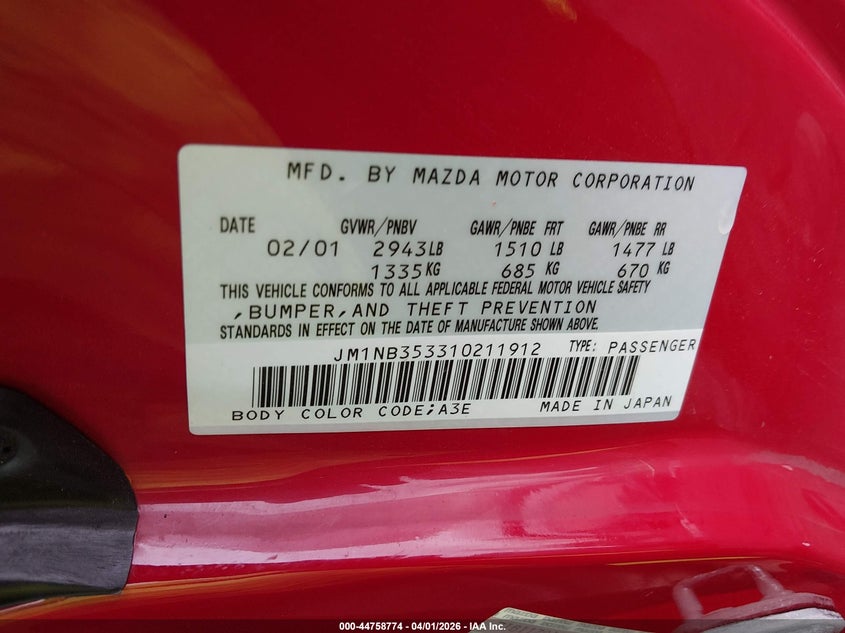 MFD. BY MAZDA MOTOR CORPORATION
DATE GVWR/PNBV GAWR/PNBE FRT GAWR/PNBE RR
02/01 2943LB 1510 LB 1477 LB
1335KG 685 KG 670 KG
THIS VEHICLE CONFORMS TO ALL APPLICABLE FEDERAL MOTOR VEHICLE SAFETY
,BUMPER,AND THEFT PREVENTION
STANDARDS IN EFFECT ON THE DATE OF MANUFACTURE SHOWN ABOVE.
JM1NB353310211912 TYPE: PASSENGER
BODY COLOR CODE;A3E MADE IN JAPAN
000-44758774 - 04/01/2026 - IAA Inc.